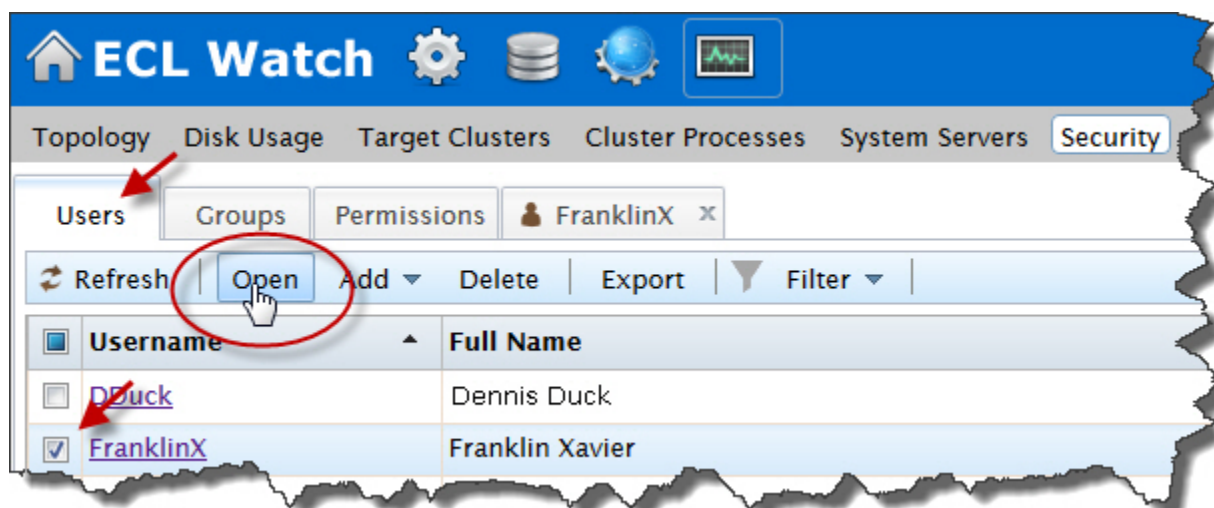 ECL Watch
Topology Disk Usage Target Clusters Cluster Processes System Servers Security
Users Groups Permissions FranklinX x
Refresh Open Add Delete Export Filter
Username Full Name
DDuck Dennis Duck
FranklinX Franklin Xavier